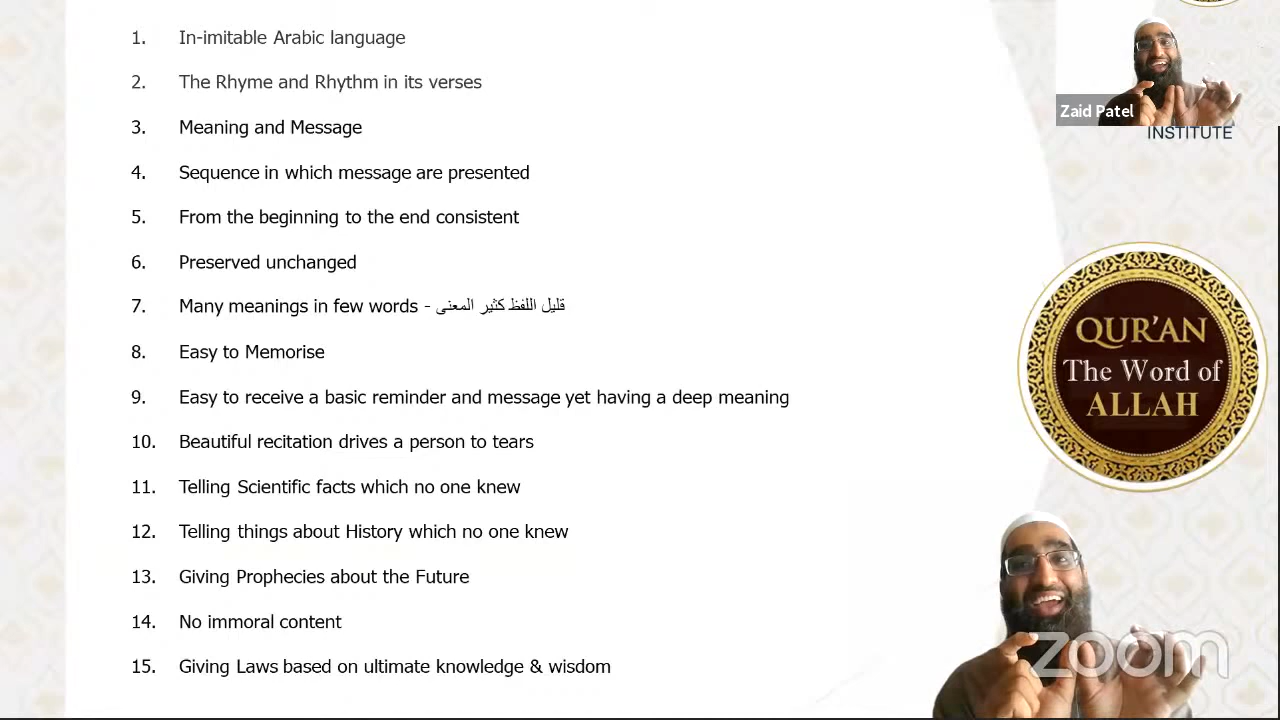 1. In-imitable Arabic language
2. The Rhyme and Rhythm in its verses
3. Meaning and Message
4. Sequence in which message are presented
5. From the beginning to the end consistent
6. Preserved unchanged
7. Many meanings in few words - قليل اللفظ كثير المعنى
8. Easy to Memorise
9. Easy to receive a basic reminder and message yet having a deep meaning
10. Beautiful recitation drives a person to tears
11. Telling Scientific facts which no one knew
12. Telling things about History which no one knew
13. Giving Prophecies about the Future
14. No immoral content
15. Giving Laws based on ultimate knowledge & wisdom
Zaid Patel
INSTITUTE
QUR'AN
The Word of
ALLAH
zoom